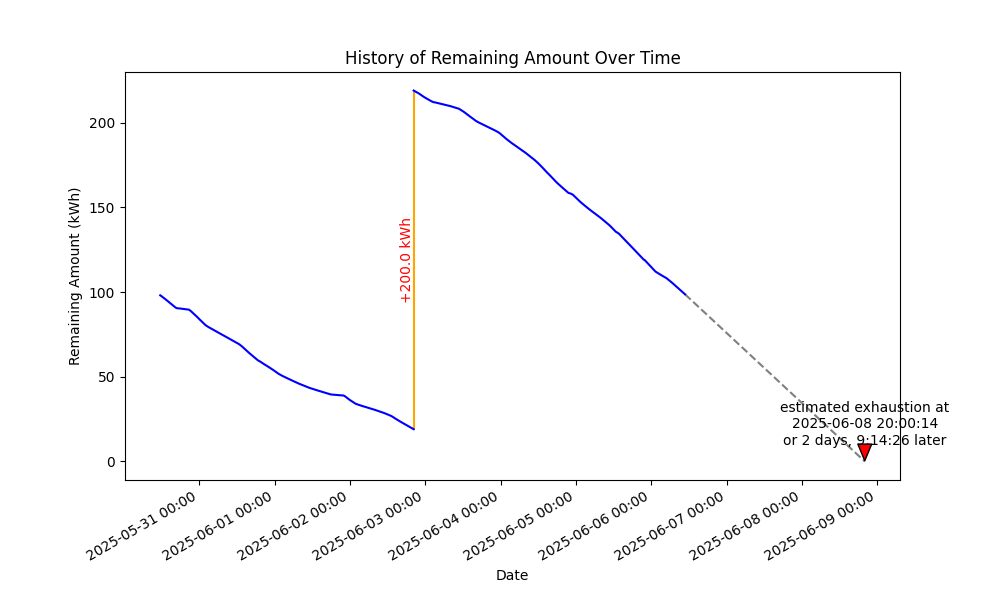 History of Remaining Amount Over Time
Remaining Amount (kWh)
200
150
100
50
0
+200.0 kWh
estimated exhaustion at
2025-06-08 20:00:14
or 2 days, 9:14:26 later
2025-05-31 00:00
2025-06-01 00:00
2025-06-02 00:00
2025-06-03 00:00
2025-06-04 00:00
2025-06-05 00:00
2025-06-06 00:00
2025-06-07 00:00
2025-06-08 00:00
2025-06-09 00:00
Date